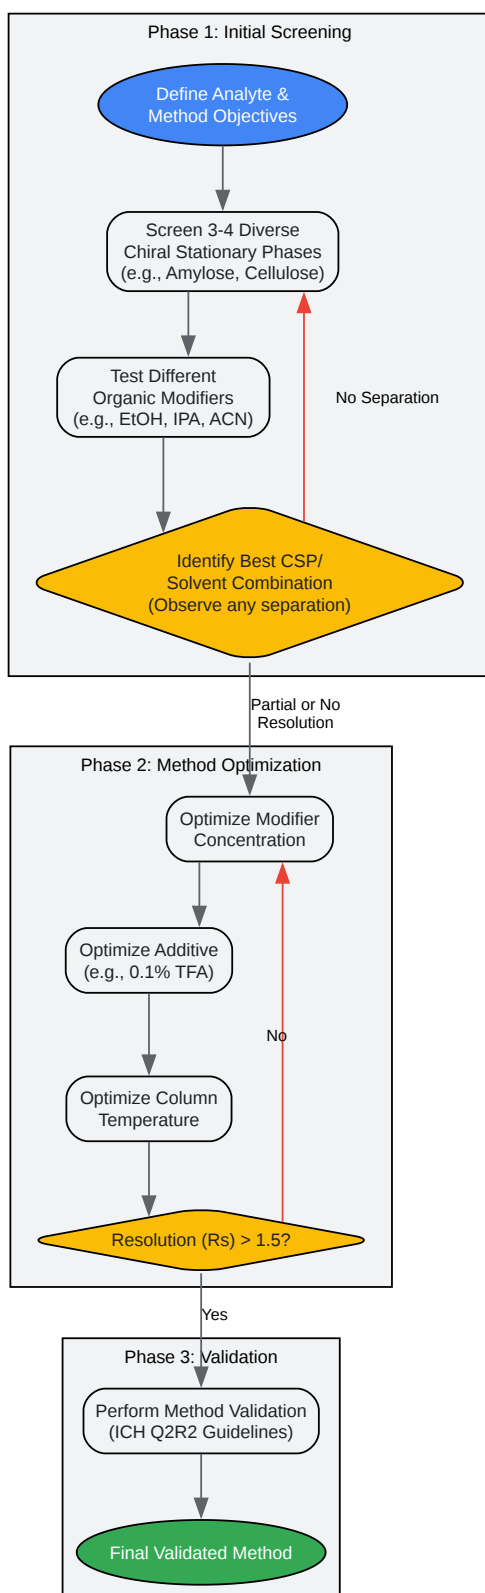 Phase 1: Initial Screening
Define Analyte &
Method Objectives
Screen 3-4 Diverse
Chiral Stationary Phases
(e.g., Amylose, Cellulose)
Test Different
Organic Modifiers
(e.g., EtOH, IPA, ACN)
No Separation
Identify Best CSP/
Solvent Combination
(Observe any separation)
Partial or No
Resolution
Phase 2: Method Optimization
Optimize Modifier
Concentration
Optimize Additive
(e.g., 0.1% TFA)
No
Optimize Column
Temperature
Resolution (Rs) > 1.5?
Yes
Phase 3: Validation
Perform Method Validation
(ICH Q2R2 Guidelines)
Final Validated Method